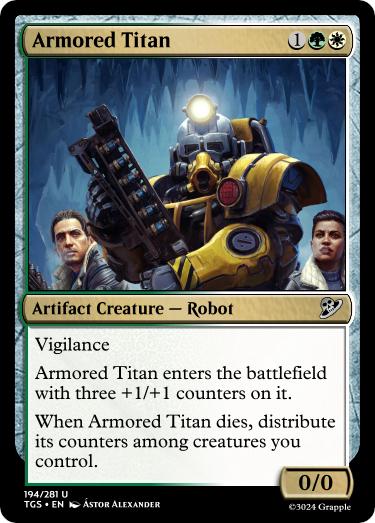 Armored Titan 1
Artifact Creature — Robot
Vigilance
Armored Titan enters the battlefield
with three +1/+1 counters on it.
When Armored Titan dies, distribute
its counters among creatures you
control.
0/0
194/281 U
TGS • EN Ástor Alexander
©3024 Grapple